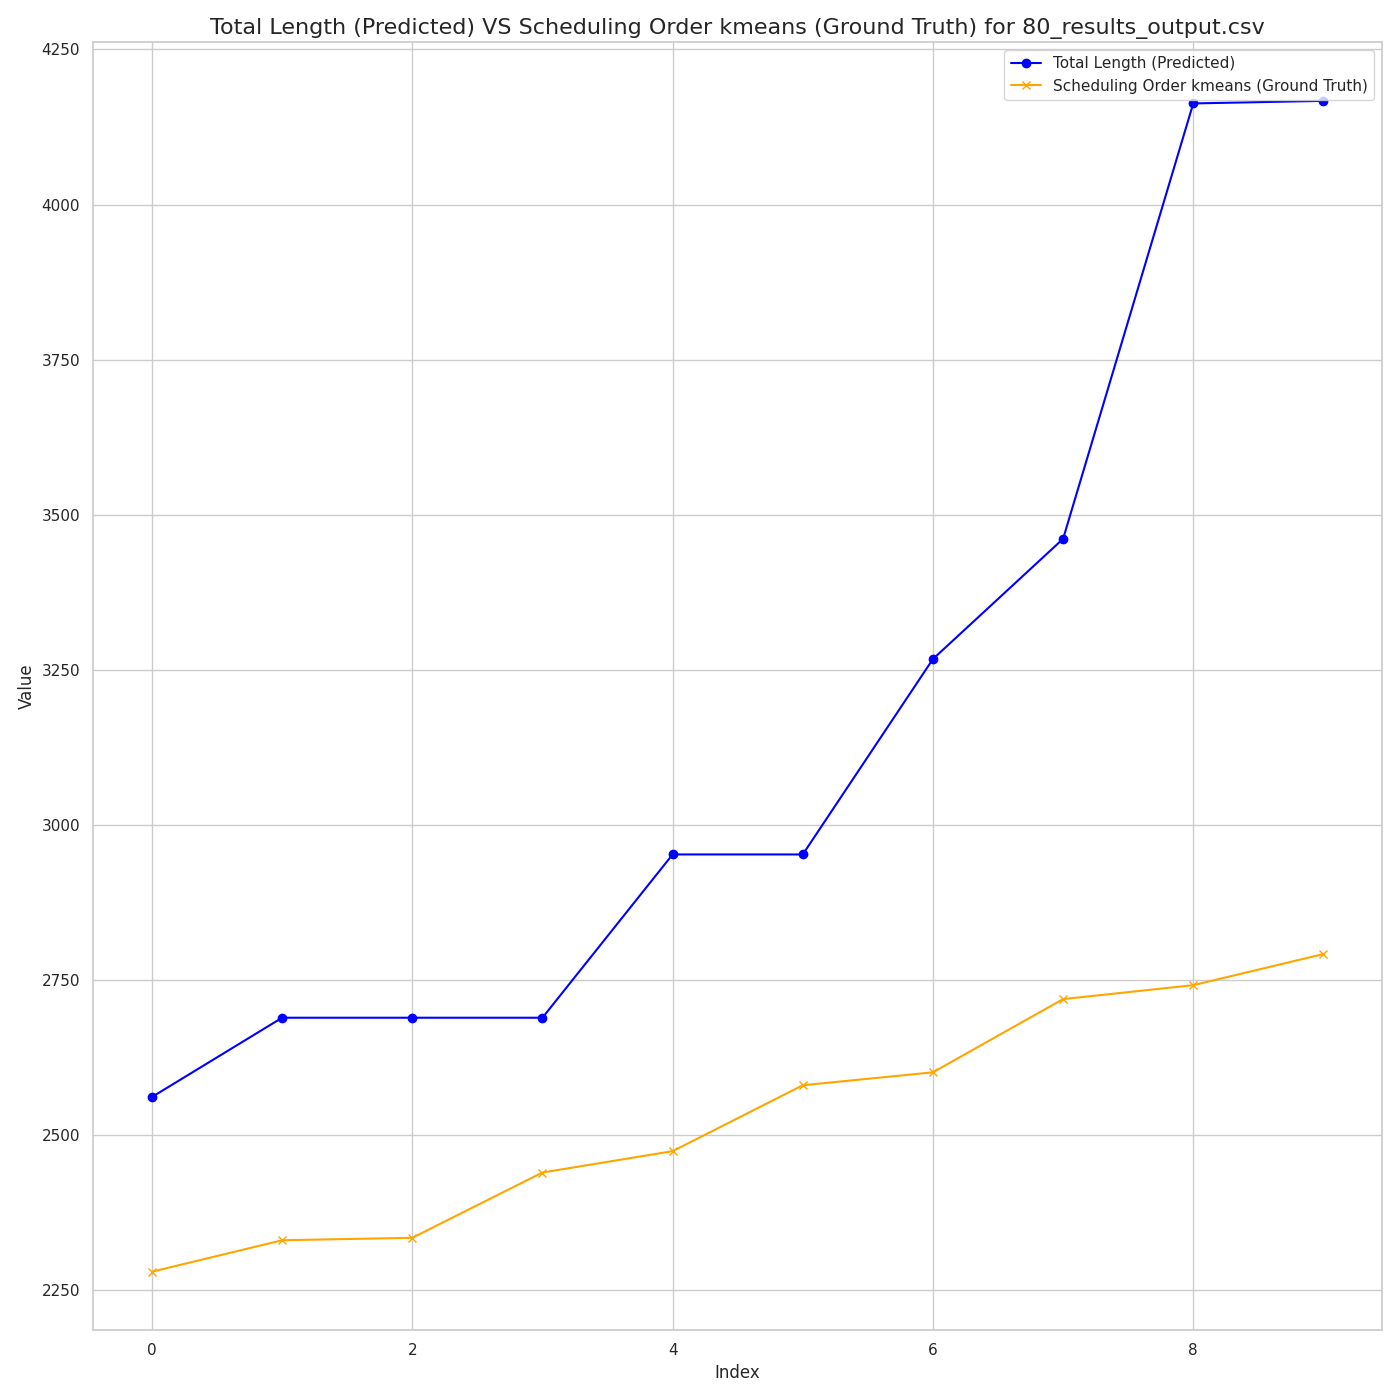 Total Length (Predicted) VS Scheduling Order kmeans (Ground Truth) for 80_results_output.csv
Total Length (Predicted)
Scheduling Order kmeans (Ground Truth)
4250
4000
3750
3500
3250
3000
2750
2500
2250
Value
0 2 4 6 8
Index